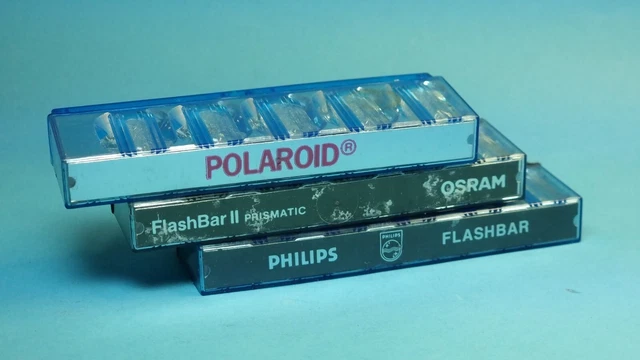 POLAROID®
FlashBar II PRISMATIC OSRAM
PHILIPS PHILIPS FLASHBAR